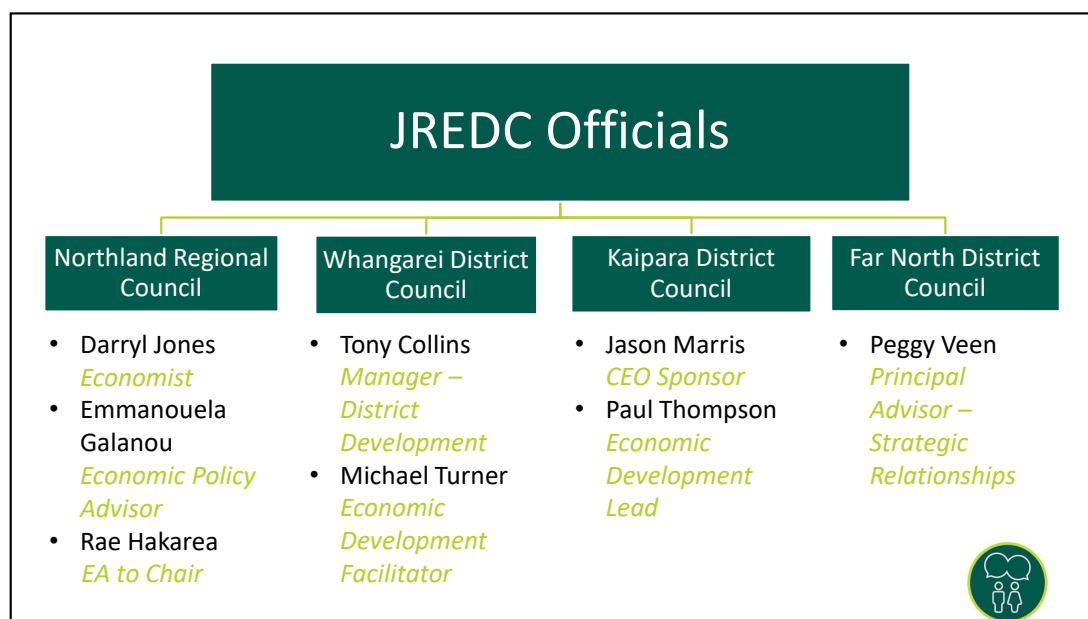 JREDC Officials
Northland Regional
Council
• Darryl Jones
Economist
• Emmanouela
Galanou
Economic Policy
Advisor
• Rae Hakarea
EA to Chair
Whangarei District
Council
• Tony Collins
Manager –
District
Development
• Michael Turner
Economic
Development
Facilitator
Kaipara District
Council
• Jason Marris
CEO Sponsor
• Paul Thompson
Economic
Development
Lead
Far North District
Council
• Peggy Veen
Principal
Advisor –
Strategic
Relationships